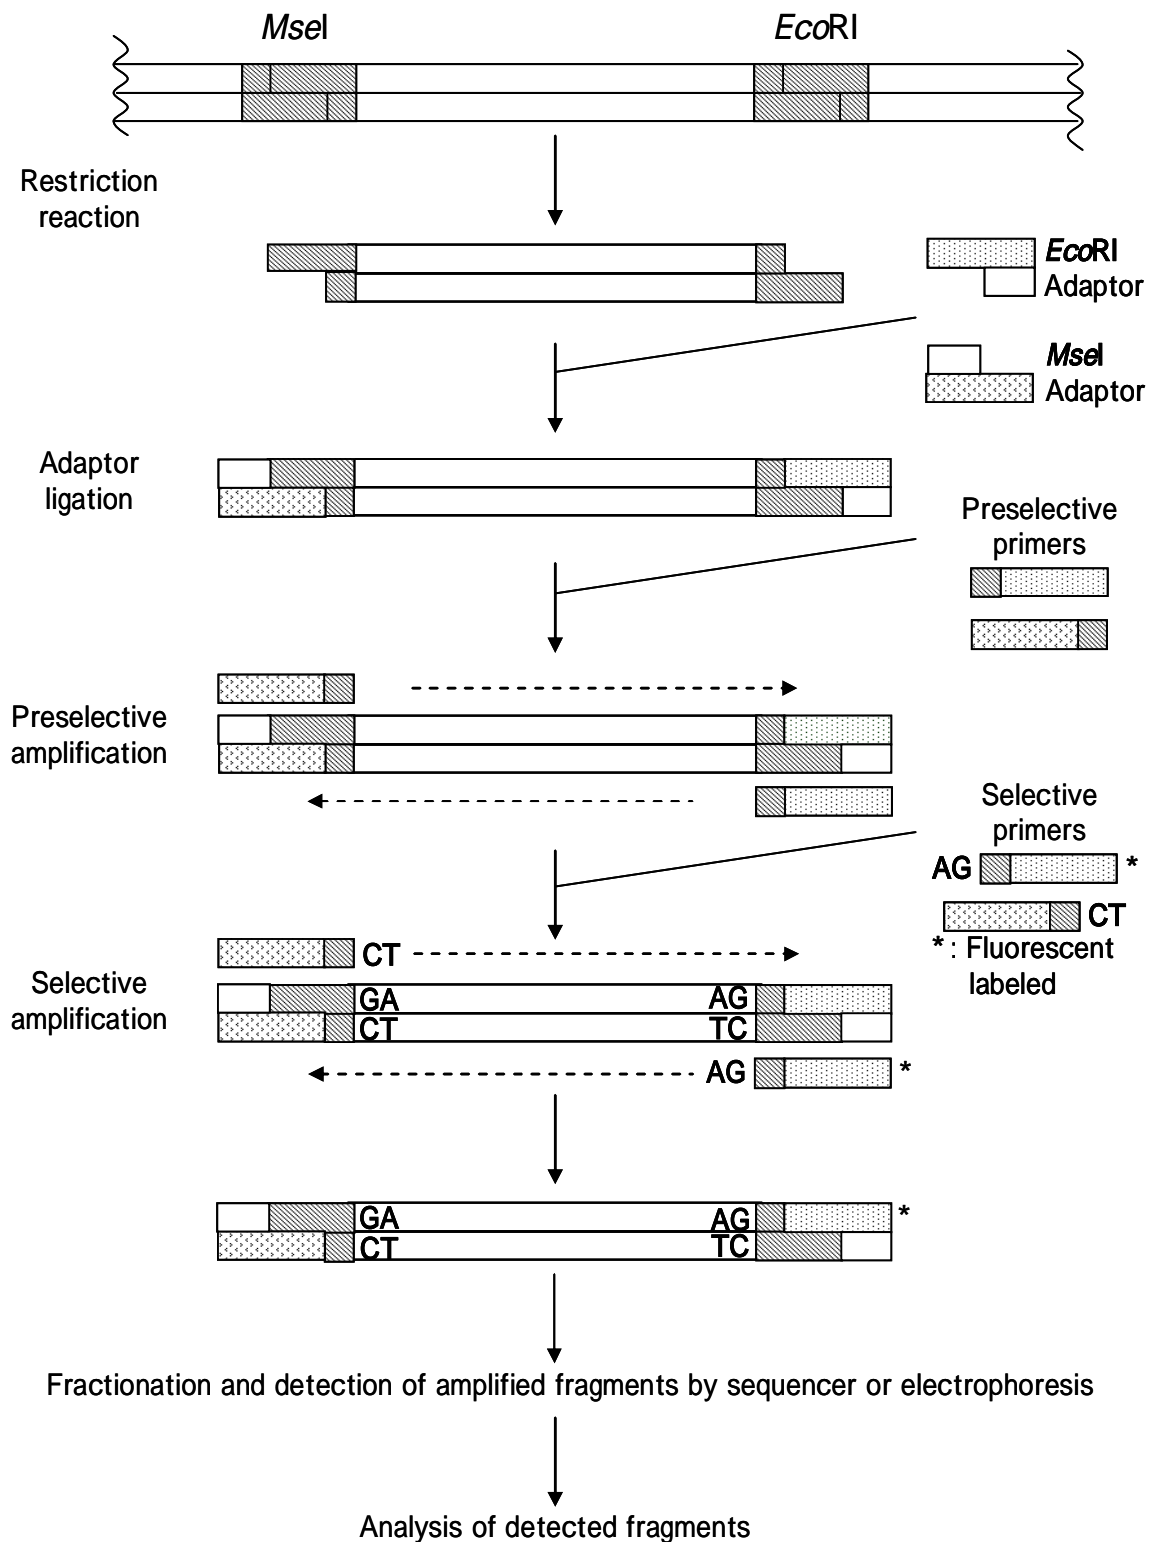 MseI
EcoRI
Restriction
reaction
EcoRI
Adaptor
MseI
Adaptor
Adaptor
ligation
Preselective
primers
Preselective
amplification
Selective
primers
AG *
CT
* : Fluorescent
labeled
CT
Selective
amplification
GA AG
CT TC
AG *
GA AG *
CT TC
Fractionation and detection of amplified fragments by sequencer or electrophoresis
Analysis of detected fragments